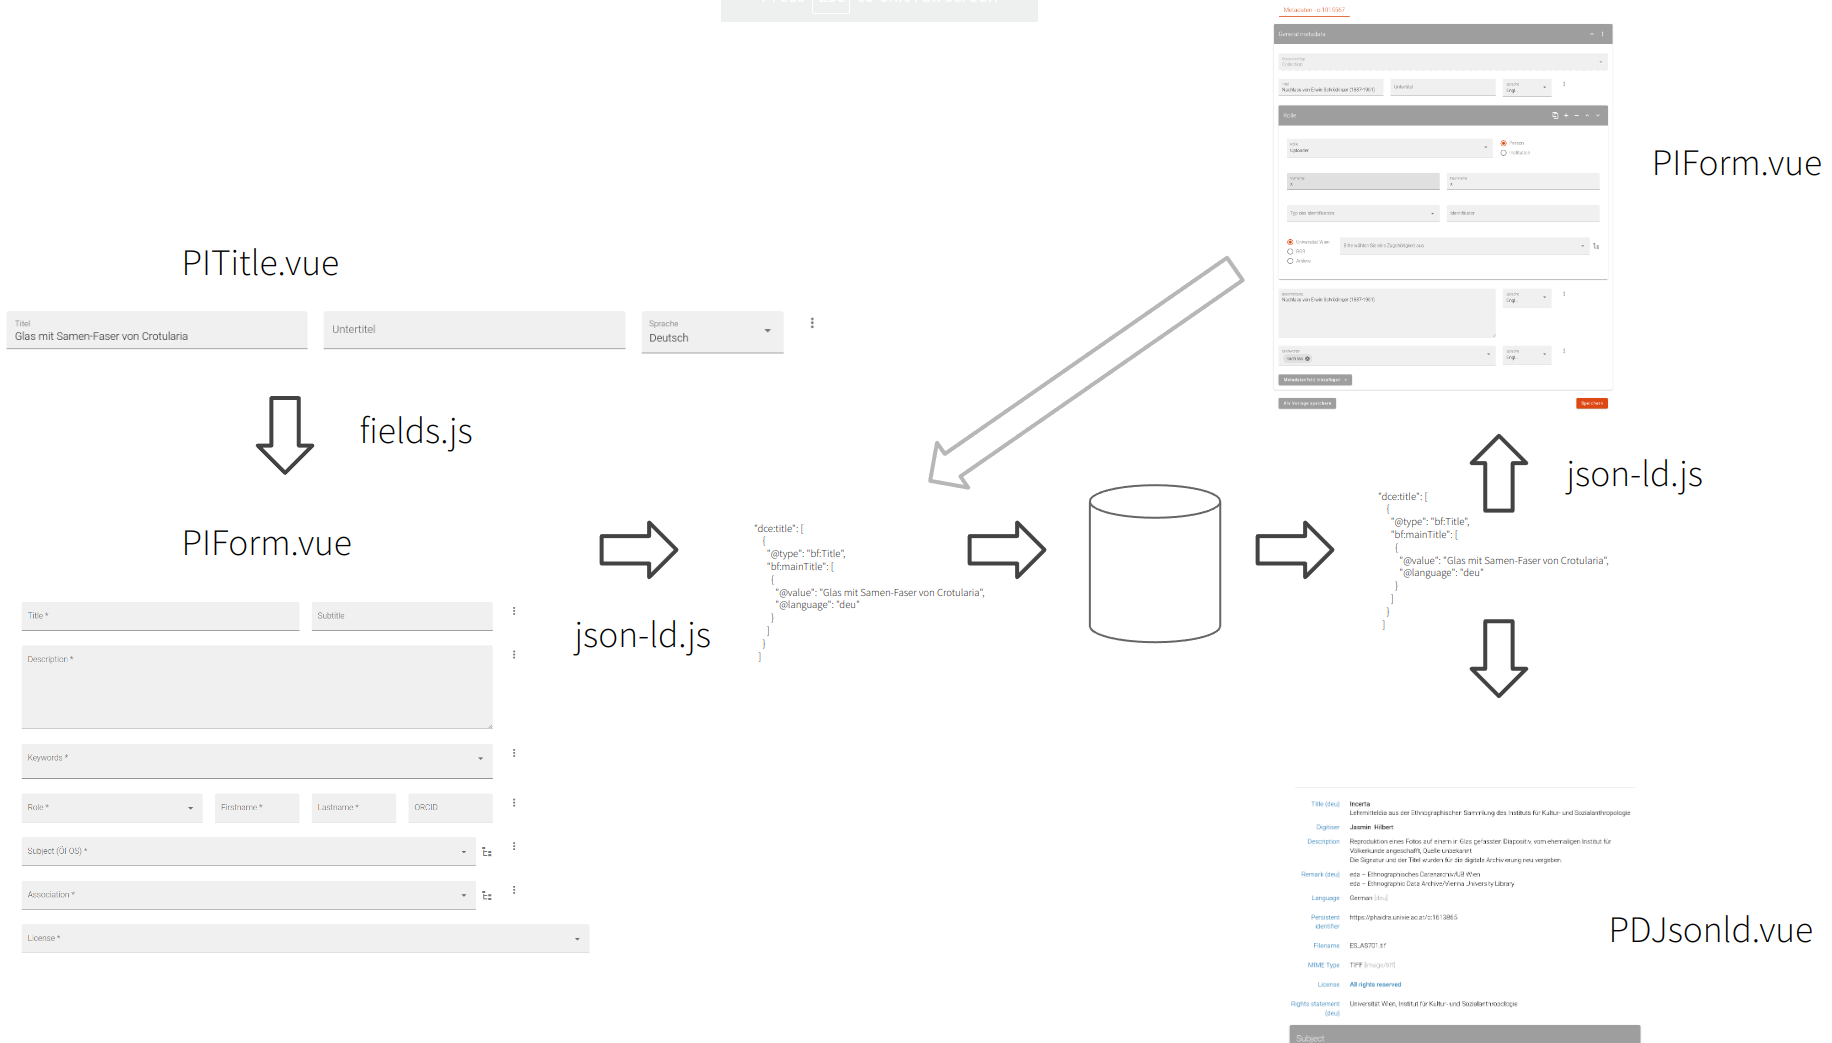 Metadaten - o:1019567
General metadata
Collection
Titel
Nachlass von Erwin Schrödinger (1887-1961)
Untertitel
Sprache
Engl.
Rolle
Rolle
Uploader
Person
Institution
PIForm.vue
Typ des Identifikators
Identifikator
Universität Wien
Bitte wählen Sie eine Zugehörigkeit aus
Andere
Nachlass von Erwin Schrödinger (1887-1961)
Sprache
Engl.
Sprache
Engl.
Metadatenfeld hinzufügen
Als Vorlage speichern
Speichern
PITitle.vue
Titel
Glas mit Samen-Faser von Crotularia
Untertitel
Sprache
Deutsch
fields.js
PIForm.vue
json-ld.js
"dce:title": [
{
"@type": "bf:Title",
"bf:mainTitle": [
{
"@value": "Glas mit Samen-Faser von Crotularia",
"@language": "deu"
}
]
}
]
json-ld.js
"dce:title": [
{
"@type": "bf:Title",
"bf:mainTitle": [
{
"@value": "Glas mit Samen-Faser von Crotularia",
"@language": "deu"
}
]
}
]
Title *
Subtitle
Description *
Keywords *
Role *
Firstname *
Lastname *
ORCID
Subject (ÖFOS) *
Association *
License *
Title (deu)
Incerta
Lehrmitteldia aus der Ethnographischen Sammlung des Instituts für Kultur- und Sozialanthropologie
Digitiser
Jasmin Hilbert
Description
Reproduktion eines Fotos auf einem in Glas gefassten Diapositiv, vom ehemaligen Institut für
Völkerkunde angeschafft, Quelle unbekannt
Die Signatur und der Titel wurden für die digitale Archivierung neu vergeben.
Remark (deu)
eda – Ethnographisches Datenarchiv/UB Wien
eda – Ethnographic Data Archive/Vienna University Library
Language
German [deu]
Persistent
identifier
https://phaidra.univie.ac.at/o:1613865
Filename
ES_AS701.tif
MIME Type
TIFF [image/tiff]
License
All rights reserved
Rights statement
(deu)
Universität Wien, Institut für Kultur- und Sozialanthropologie
PDJsonld.vue
Subject